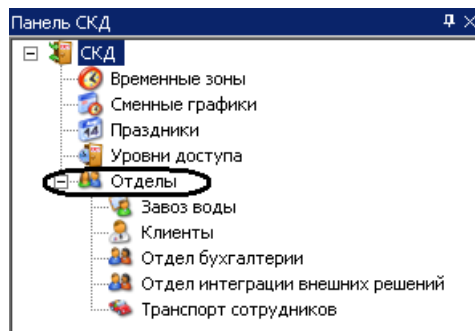 Панель СКД
СКД
Временные зоны
Сменные графики
Праздники
Уровни доступа
Отделы
Завоз воды
Клиенты
Отдел бухгалтерии
Отдел интеграции внешних решений
Транспорт сотрудников